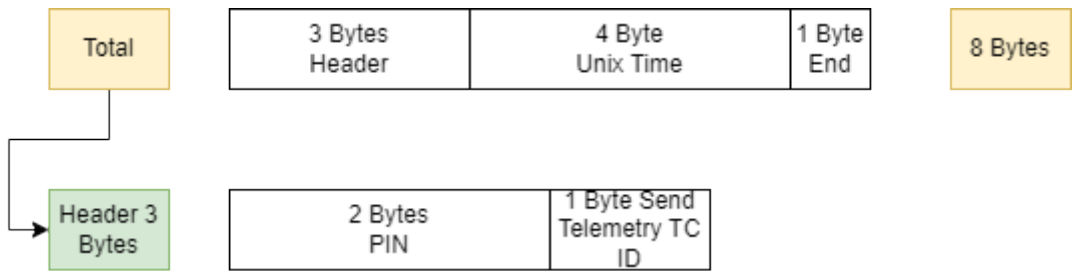 Total
3 Bytes
Header
4 Byte
Unix Time
1 Byte
End
8 Bytes
Header 3
Bytes
2 Bytes
PIN
1 Byte Send
Telemetry TC
ID